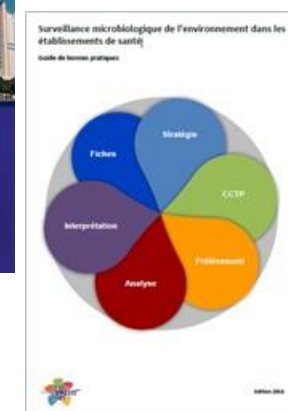 Surveillance microbiologique de l'environnement dans les
établissements de santé
Guide de bonnes pratiques
Stratégie
Fiches
CCTP
Interprétation
Prélèvement
Analyse
Edition 2016